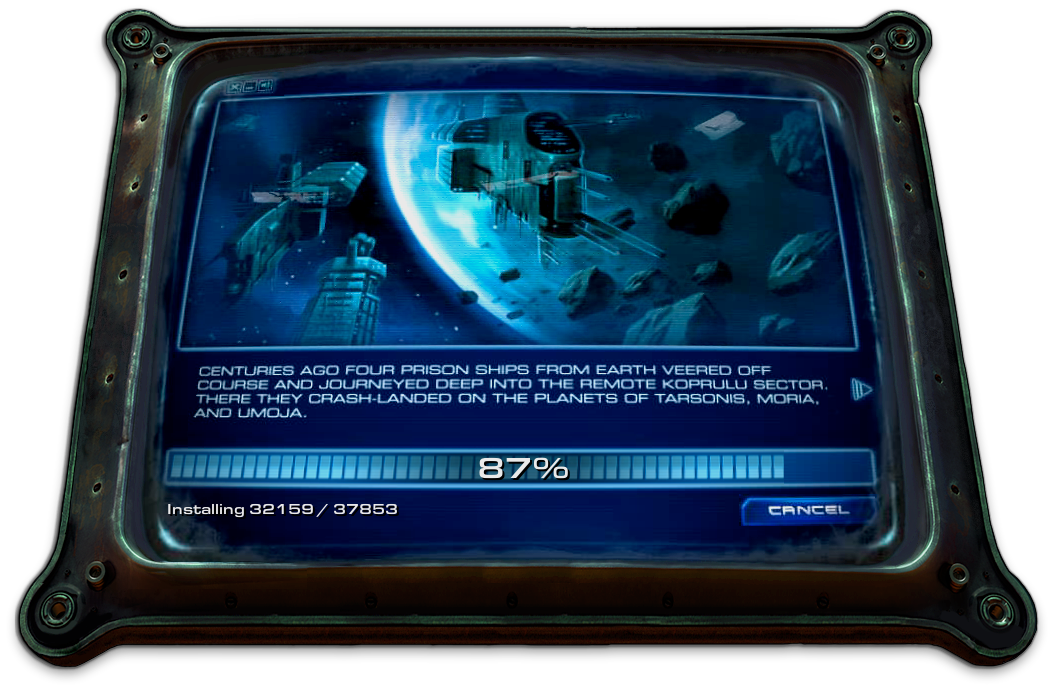 CENTURIES AGO FOUR PRISON SHIPS FROM EARTH VEERED OFF
COURSE AND JOURNEYED DEEP INTO THE REMOTE KOPRULU SECTOR.
THERE THEY CRASH-LANDED ON THE PLANETS OF TARSONIS, MORIA,
AND UMOJA.
87%
Installing 32159 / 37853
CANCEL